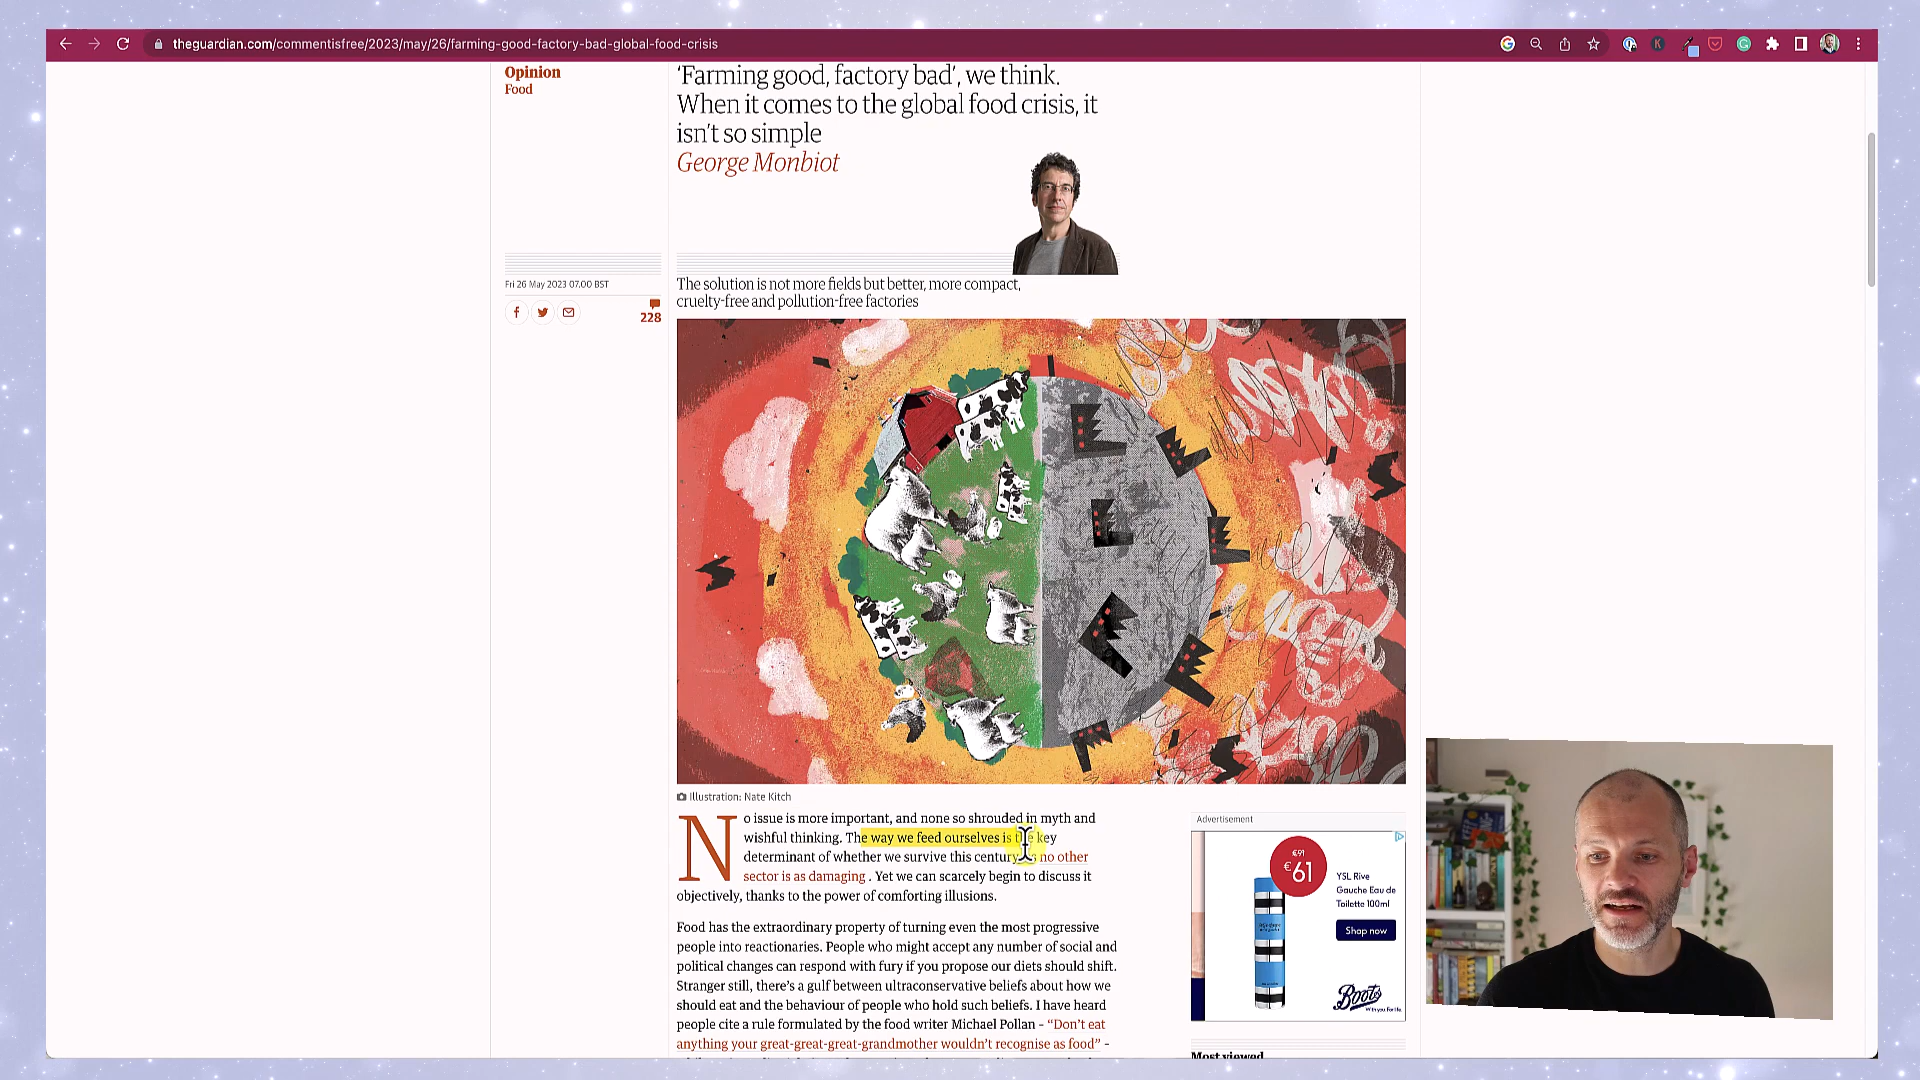 theguardian.com/commentisfree/2023/may/26/farming-good-factory-bad-global-food-crisis
Opinion
Food
‘Farming good, factory bad’, we think.
When it comes to the global food crisis, it
isn’t so simple
George Monbiot
Fri 26 May 2023 07.00 BST
228
The solution is not more fields but better, more compact,
cruelty-free and pollution-free factories
Illustration: Nate Kitch
No issue is more important, and none so shrouded in myth and
wishful thinking. The way we feed ourselves is the key
determinant of whether we survive this century, no other
sector is as damaging . Yet we can scarcely begin to discuss it
objectively, thanks to the power of comforting illusions.
Food has the extraordinary property of turning even the most progressive
people into reactionaries. People who might accept any number of social and
political changes can respond with fury if you propose our diets should shift.
Stranger still, there’s a gulf between ultraconservative beliefs about how we
should eat and the behaviour of people who hold such beliefs. I have heard
people cite a rule formulated by the food writer Michael Pollan - “Don’t eat
anything your great-great-great-grandmother wouldn’t recognise as food” -
Advertisement
€91
€61
YSL Rive
Gauche Eau de
Toilette 100ml
Shop now
Boots
With you. For life.
Most viewed